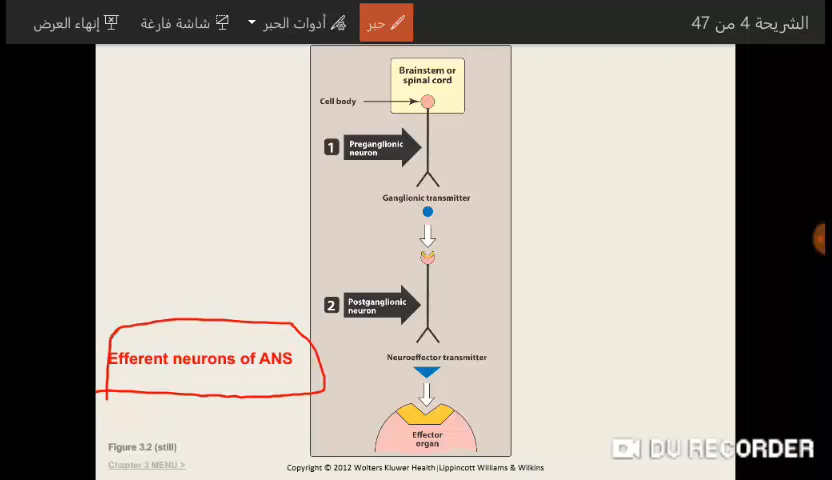 إنهاء العرض شاشة فارغة أدوات الحبر حبر الشريحة 4 من 47
Brainstem or
spinal cord
Cell body
1 Preganglionic
neuron
Ganglionic transmitter
2 Postganglionic
neuron
Efferent neurons of ANS
Neuroeffector transmitter
Effector
organ
Figure 3.2 (still)
Chapter 3 MENU >
Copyright © 2012 Wolters Kluwer Health|Lippincott Williams & Wilkins
DU RECORDER